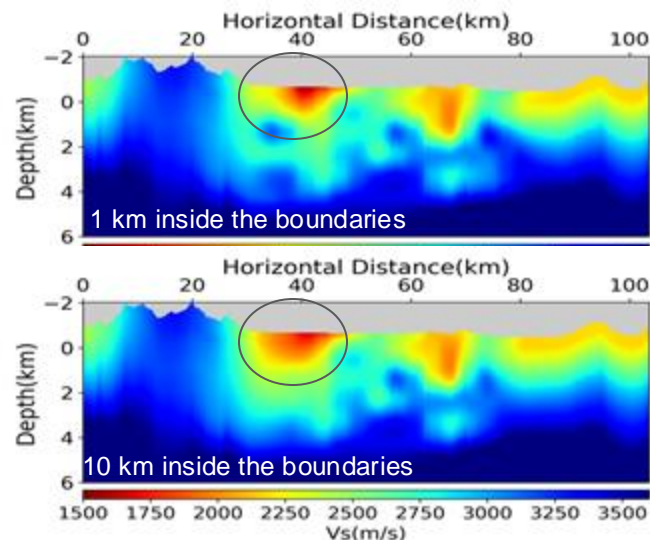 Horizontal Distance(km)
0 20 40 60 80 100
−2
0
2
4
6
Depth(km)
1 km inside the boundaries
Horizontal Distance(km)
0 20 40 60 80 100
−2
0
2
4
6
Depth(km)
10 km inside the boundaries
1500 1750 2000 2250 2500 2750 3000 3250 3500
Vs(m/s)